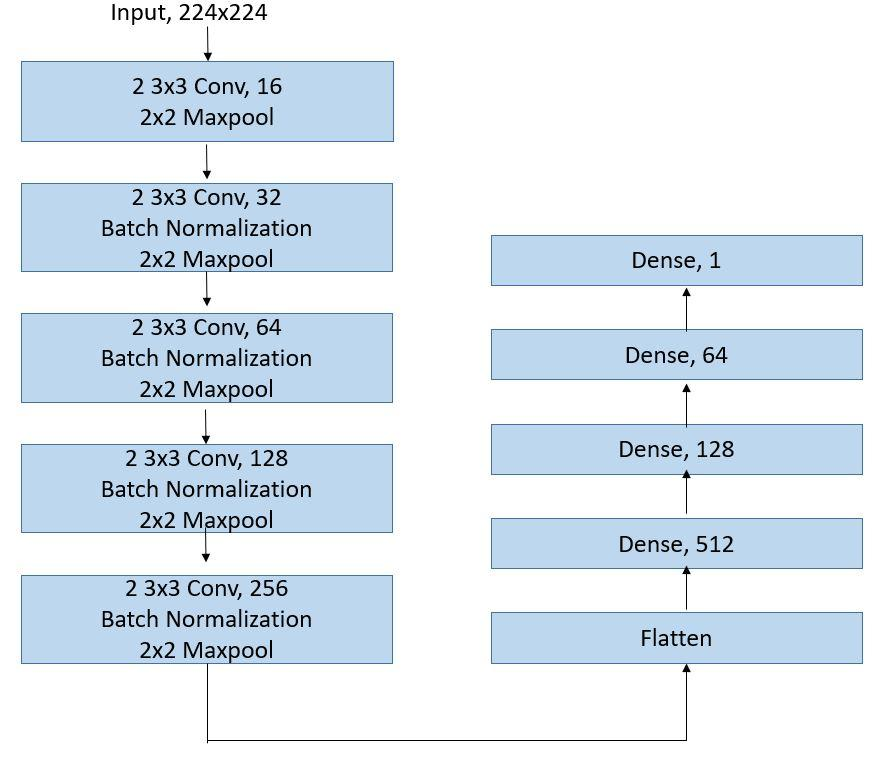 Input, 224x224
2 3x3 Conv, 16
2x2 Maxpool
2 3x3 Conv, 32
Batch Normalization
2x2 Maxpool
2 3x3 Conv, 64
Batch Normalization
2x2 Maxpool
2 3x3 Conv, 128
Batch Normalization
2x2 Maxpool
2 3x3 Conv, 256
Batch Normalization
2x2 Maxpool
Flatten
Dense, 512
Dense, 128
Dense, 64
Dense, 1